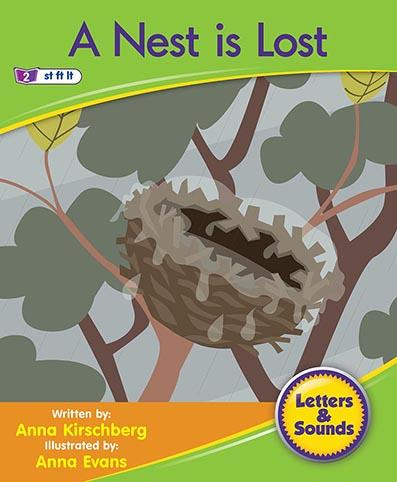 A Nest is Lost
2 st ft lt
Written by:
Anna Kirschberg
Illustrated by:
Anna Evans
Letters
&
Sounds